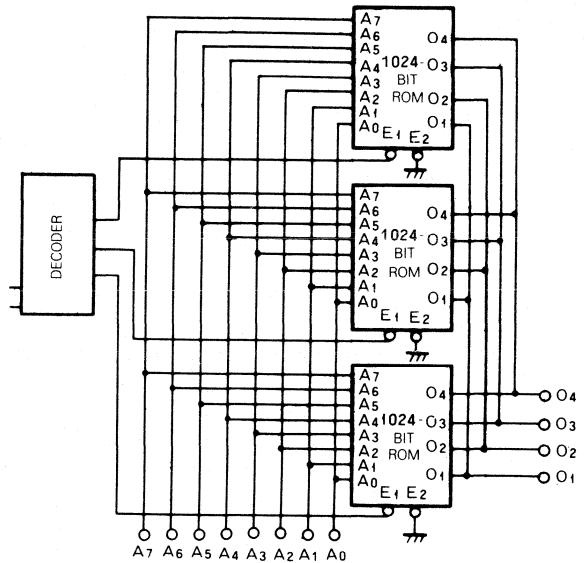 A7
A6
A5
A4
A3
A2
A1
A0
1024-
BIT
ROM
E1 E2
O4
O3
O2
O1
DECODER
A7
A6
A5
A4
A3
A2
A1
A0
1024-
BIT
ROM
E1 E2
O4
O3
O2
O1
A7
A6
A5
A4
A3
A2
A1
A0
1024-
BIT
ROM
E1 E2
O4
O3
O2
O1
O4
O3
O2
O1
A7 A6 A5 A4 A3 A2 A1 A0